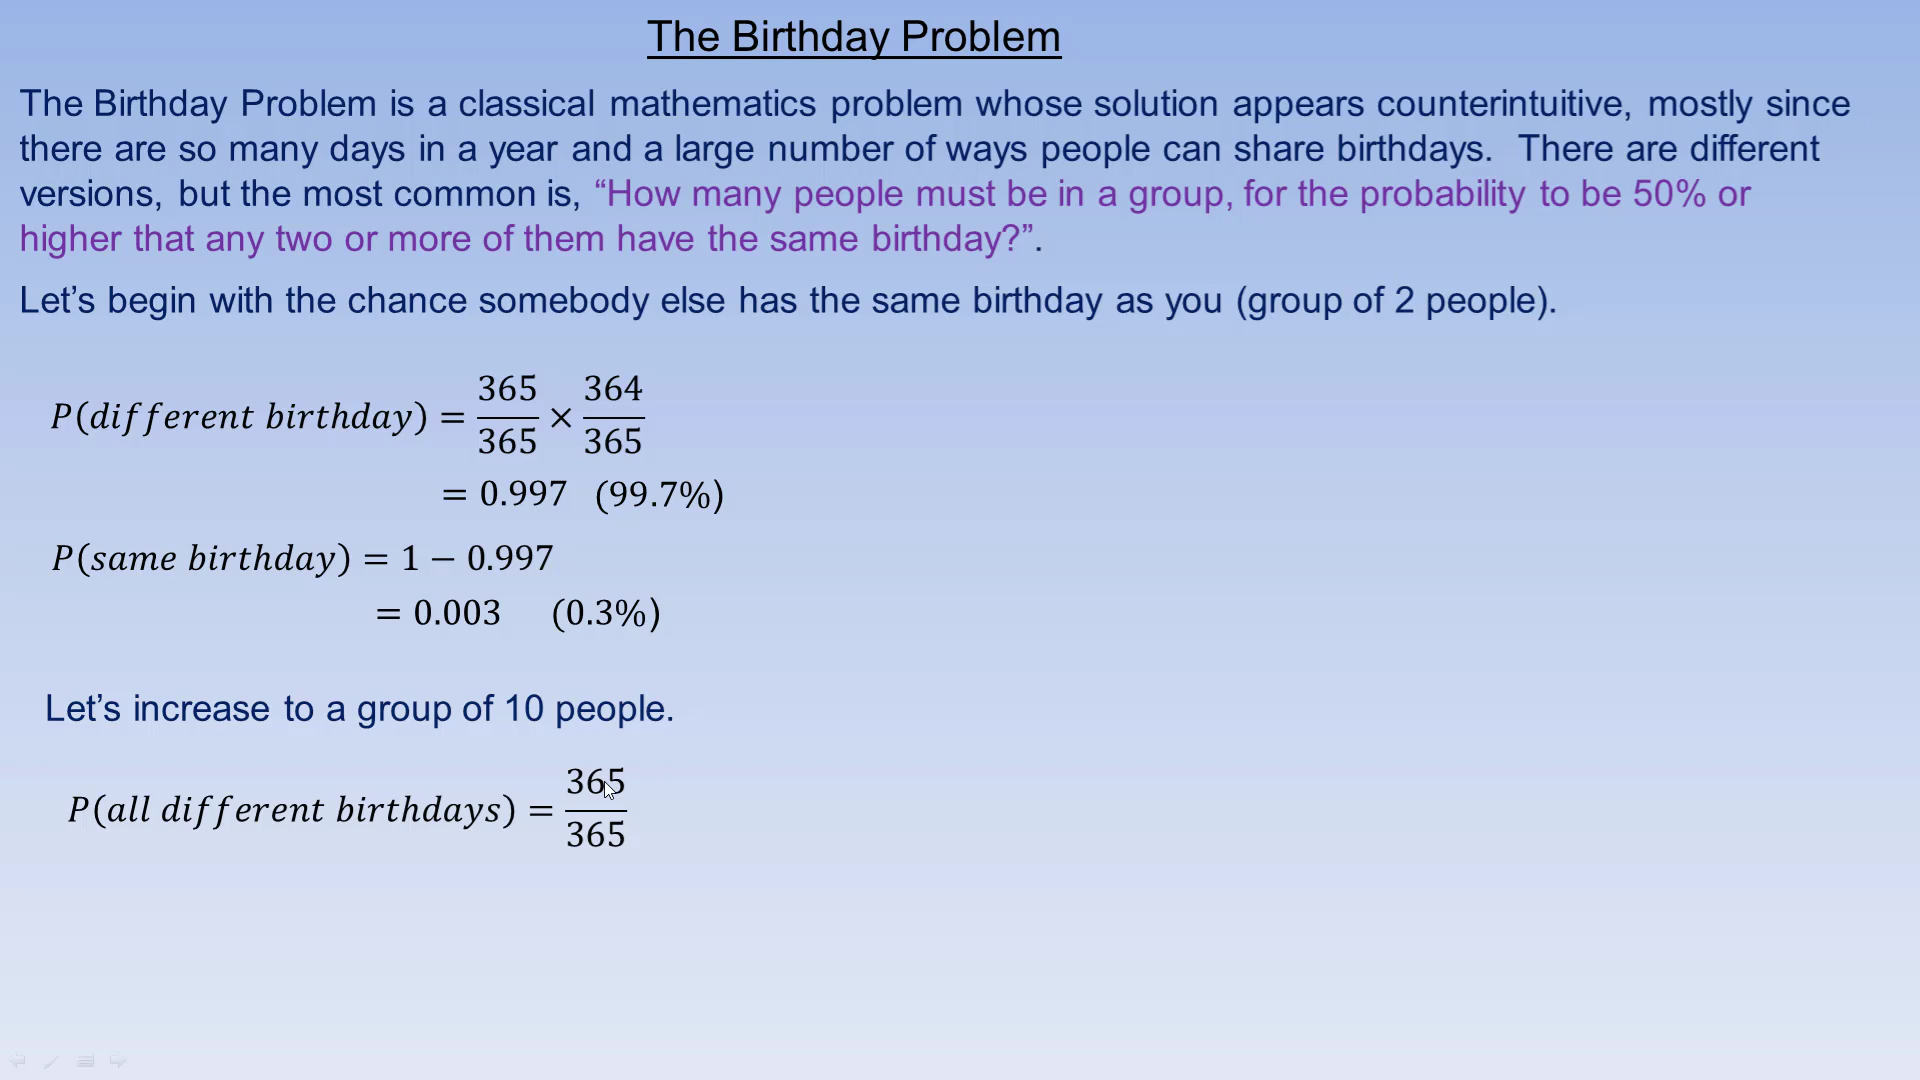 The Birthday Problem
The Birthday Problem is a classical mathematics problem whose solution appears counterintuitive, mostly since
there are so many days in a year and a large number of ways people can share birthdays.  There are different
versions, but the most common is, “How many people must be in a group, for the probability to be 50% or
higher that any two or more of them have the same birthday?”.
Let’s begin with the chance somebody else has the same birthday as you (group of 2 people).
P(different birthday) = 365/365 × 364/365
= 0.997 (99.7%)
P(same birthday) = 1 − 0.997
= 0.003 (0.3%)
Let’s increase to a group of 10 people.
P(all different birthdays) = 365/365